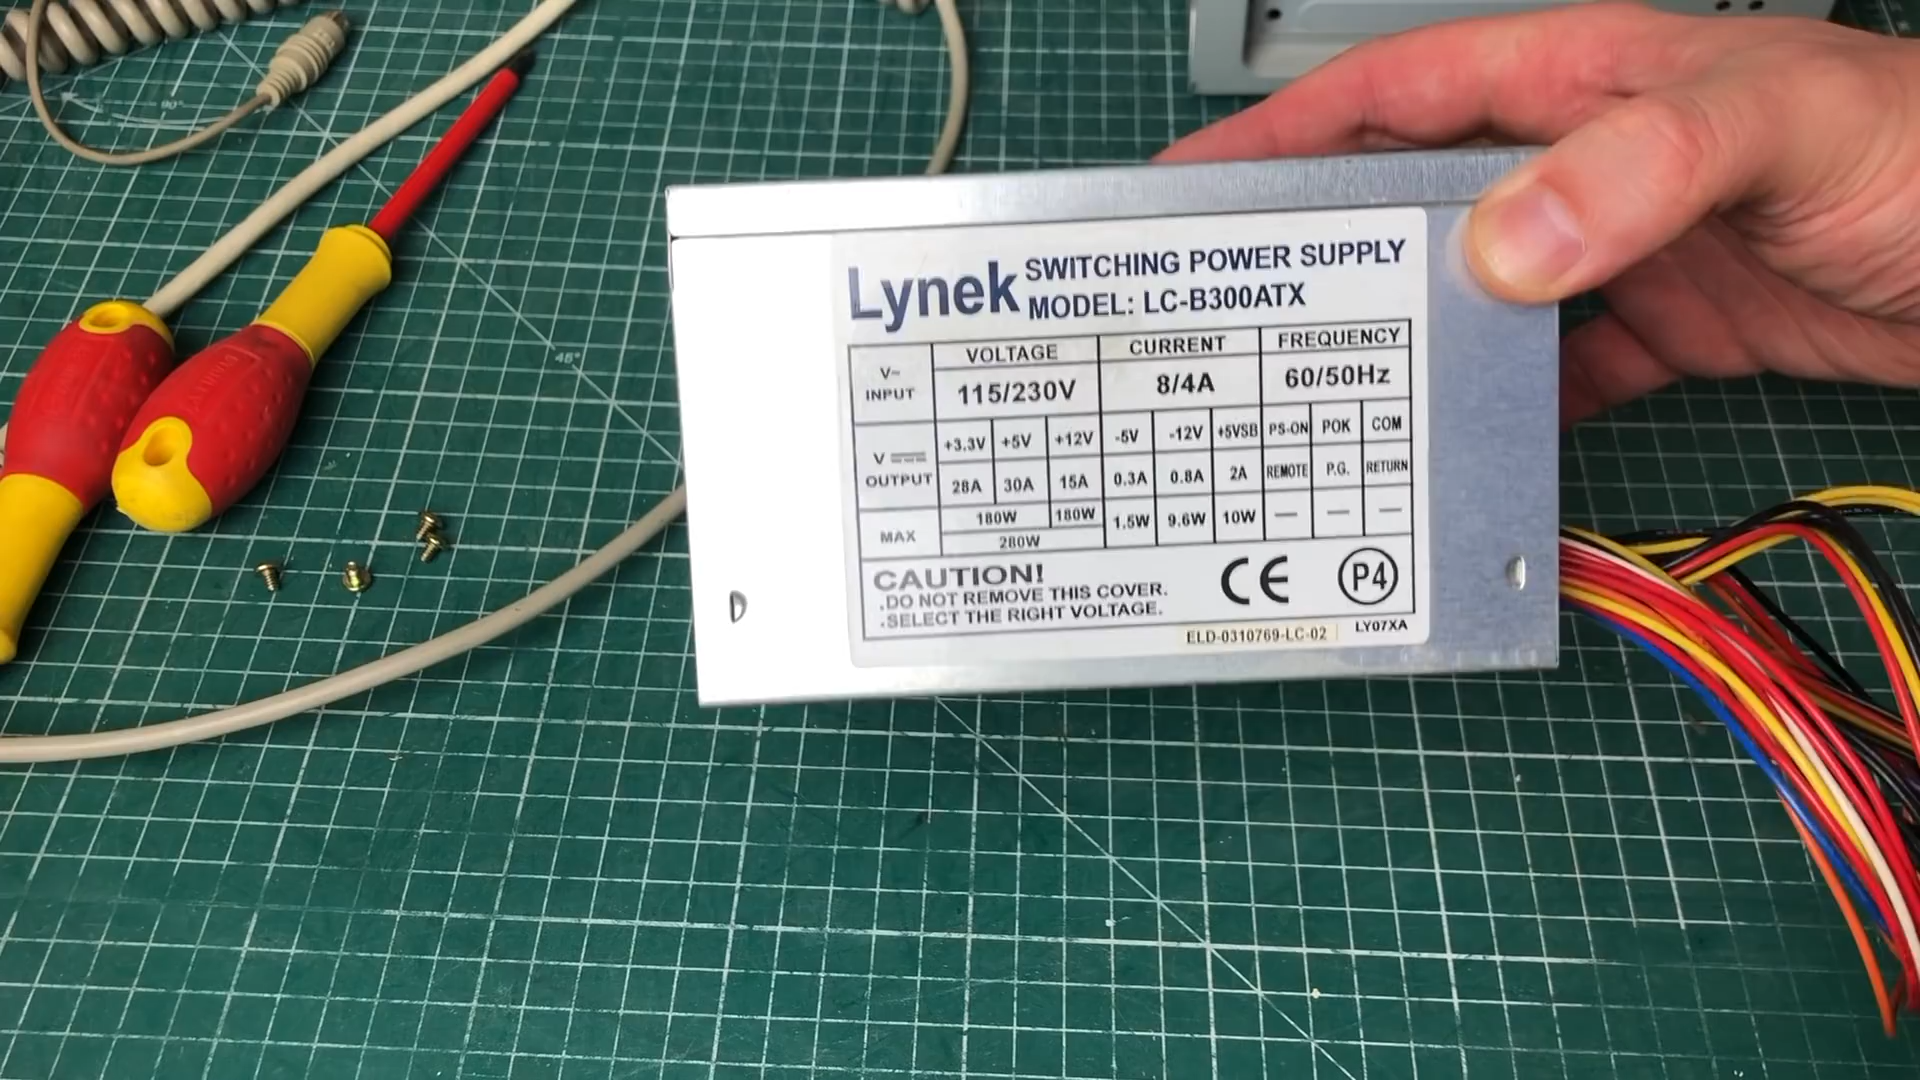 Lynek SWITCHING POWER SUPPLY
MODEL: LC-B300ATX
V~ INPUT
VOLTAGE CURRENT FREQUENCY
115/230V 8/4A 60/50Hz
V OUTPUT
+3.3V +5V +12V -5V -12V +5VSB PS-ON POK COM
28A 30A 15A 0.3A 0.8A 2A REMOTE P.G. RETURN
MAX
180W 180W 1.5W 9.6W 10W — — —
280W
CAUTION!
.DO NOT REMOVE THIS COVER.
.SELECT THE RIGHT VOLTAGE.
CE P4
ELD-0310769-LC-02 LY07XA
45°
90°